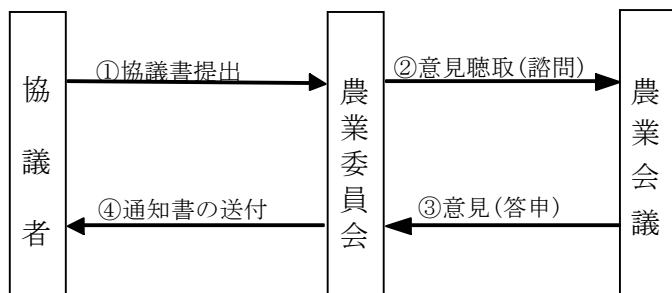 協議者
①協議書提出
農業委員会
②意見聴取(諮問)
農業会議
③意見(答申)
④通知書の送付